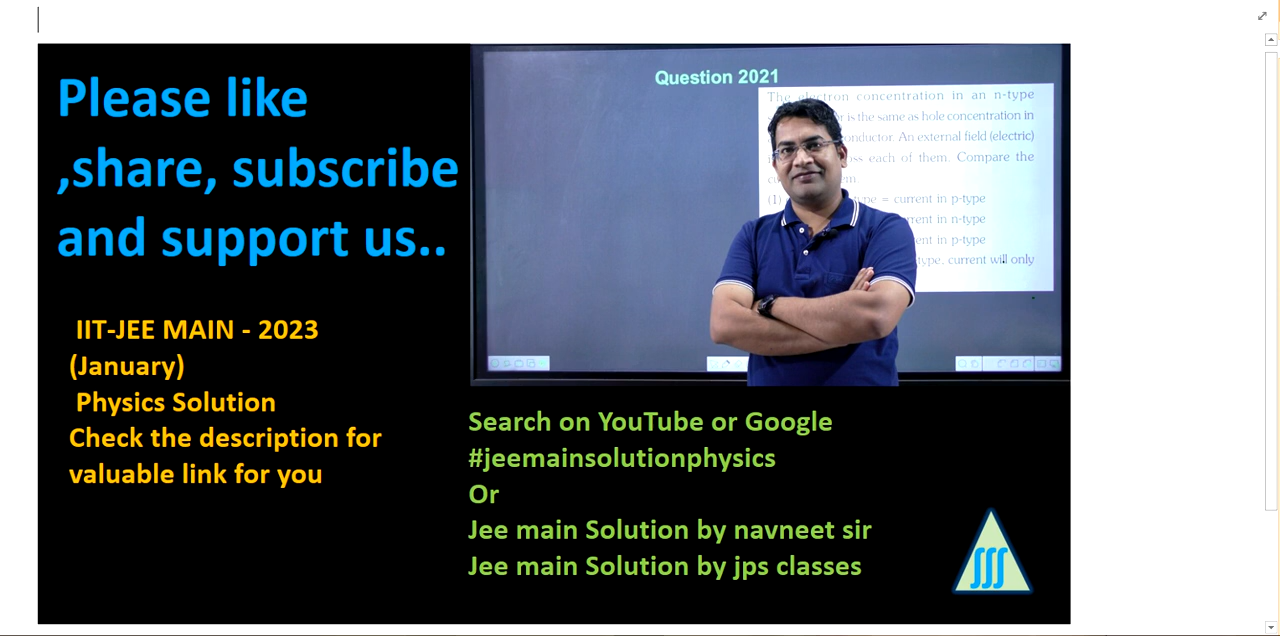 Please like
,share, subscribe
and support us..
IIT-JEE MAIN - 2023
(January)
Physics Solution
Check the description for
valuable link for you
Question 2021
The electron concentration in an n-type
is the same as hole concentration in
An external field (electric)
each of them. Compare the
(1) = current in p-type
in n-type
in p-type
type, current will only
Search on YouTube or Google
#jeemainsolutionphysics
Or
Jee main Solution by navneet sir
Jee main Solution by jps classes